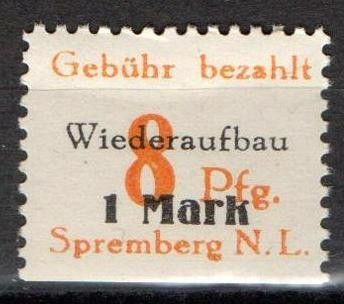 Gebühr bezahlt
Wiederaufbau
8 Pfg.
1 Mark
Spremberg N.L.